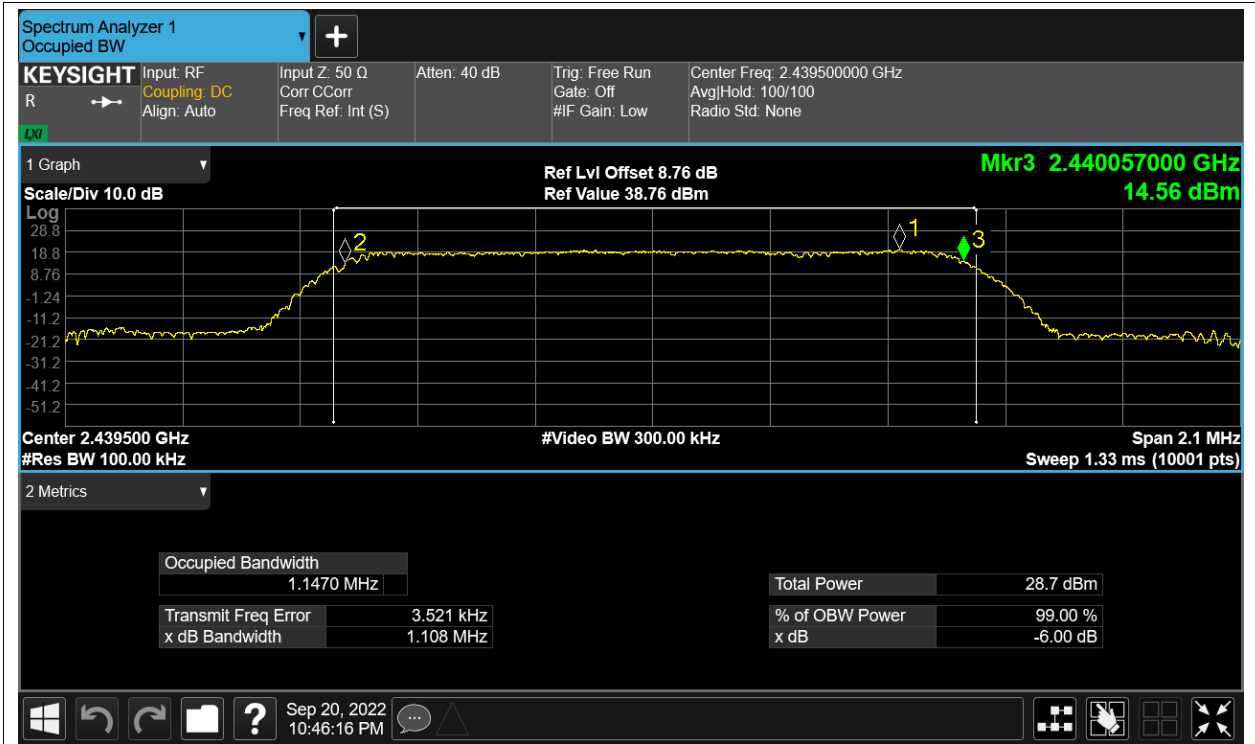 Spectrum Analyzer 1
Occupied BW
KEYSIGHT
R
LXI
Input: RF
Coupling: DC
Align: Auto
Input Z: 50 Ω
Corr CCorr
Freq Ref: Int (S)
Atten: 40 dB
Trig: Free Run
Gate: Off
#IF Gain: Low
Center Freq: 2.439500000 GHz
Avg|Hold: 100/100
Radio Std: None
1 Graph
Scale/Div 10.0 dB
Ref Lvl Offset 8.76 dB
Ref Value 38.76 dBm
Mkr3 2.440057000 GHz
14.56 dBm
Log
28.8
18.8
8.76
-1.24
-11.2
-21.2
-31.2
-41.2
-51.2
2
1
3
Center 2.439500 GHz
#Video BW 300.00 kHz
Span 2.1 MHz
#Res BW 100.00 kHz
Sweep 1.33 ms (10001 pts)
2 Metrics
Occupied Bandwidth
1.1470 MHz
Total Power 28.7 dBm
Transmit Freq Error 3.521 kHz
% of OBW Power 99.00 %
x dB Bandwidth 1.108 MHz
x dB -6.00 dB
?
Sep 20, 2022
10:46:16 PM